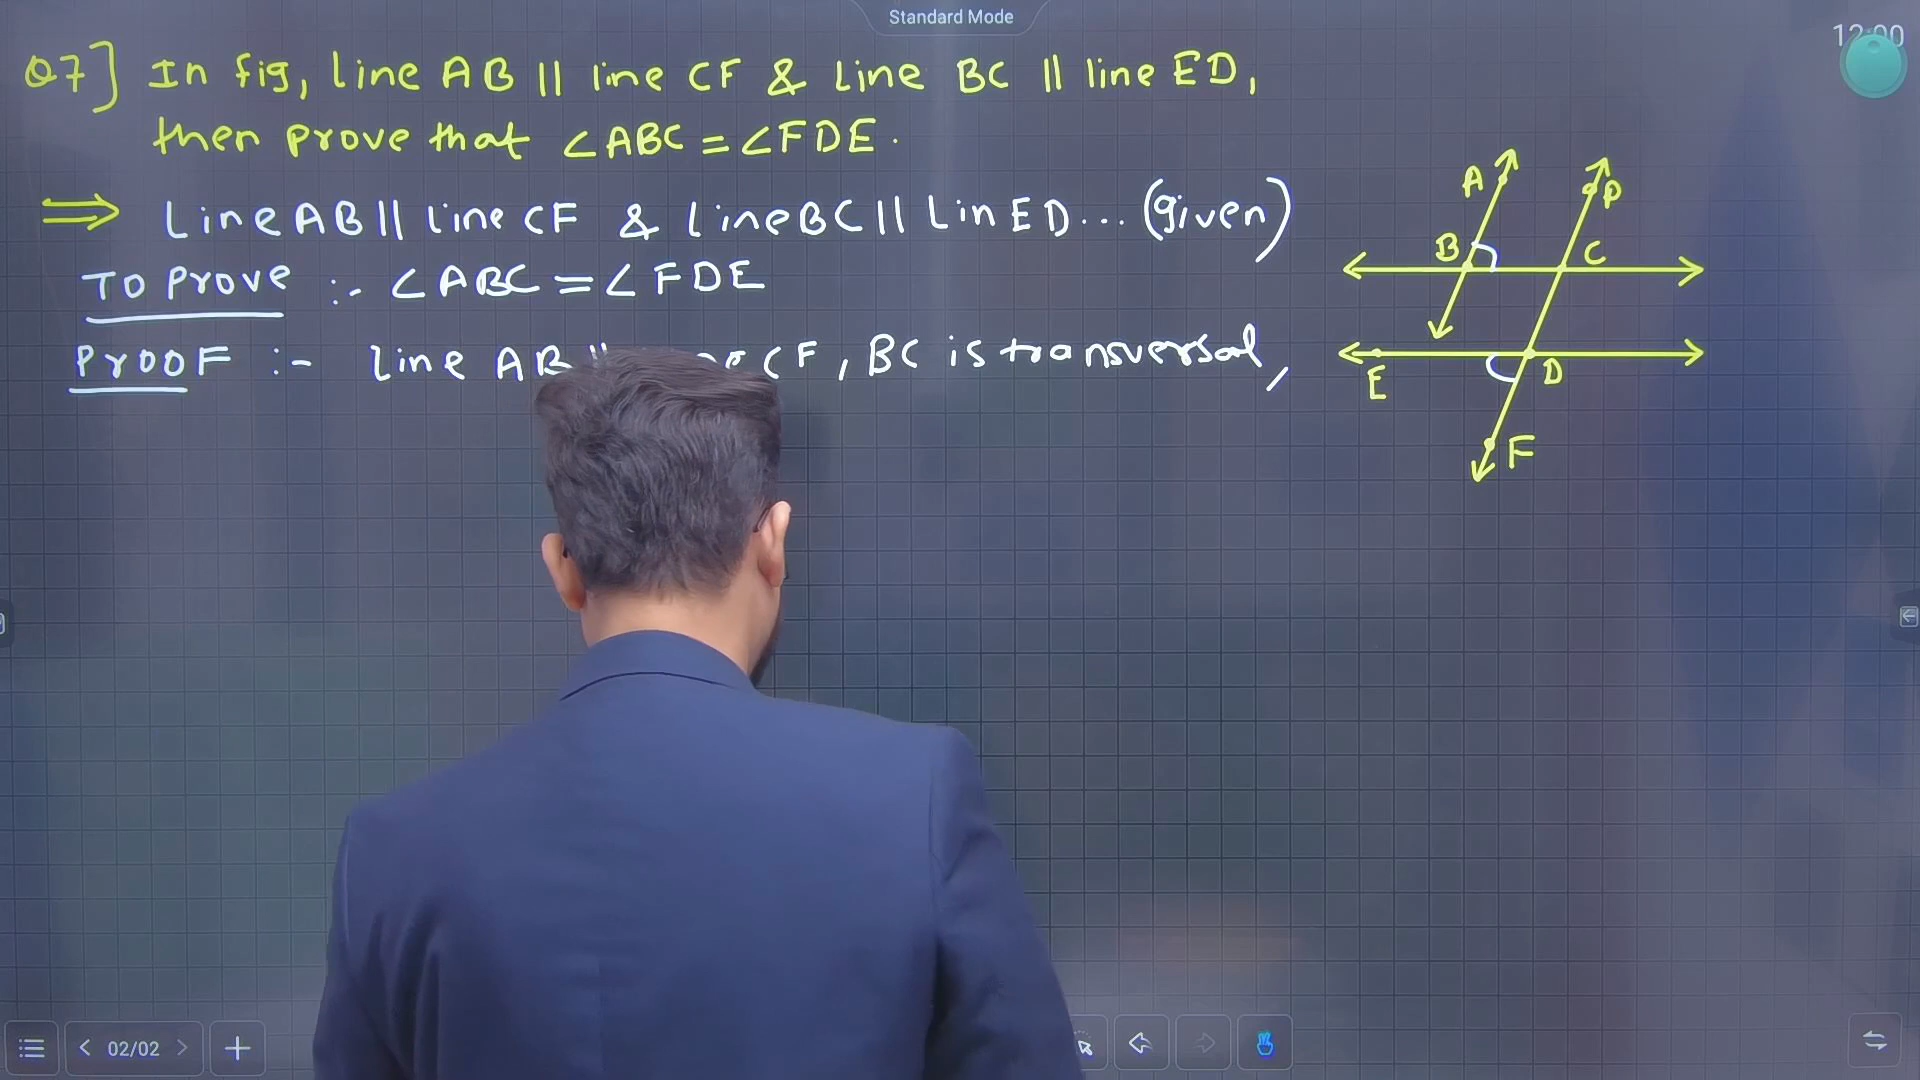 Standard Mode
12:00
Q7] In fig, line AB || line CF & line BC || line ED,
then prove that ∠ABC = ∠FDE.
⇒ Line AB || line CF & line BC || Lin ED... (given)
To prove :- ∠ABC = ∠FDE
Proof :- line AB CF, BC is transversal,
A
P
B
C
E
D
F
02/02